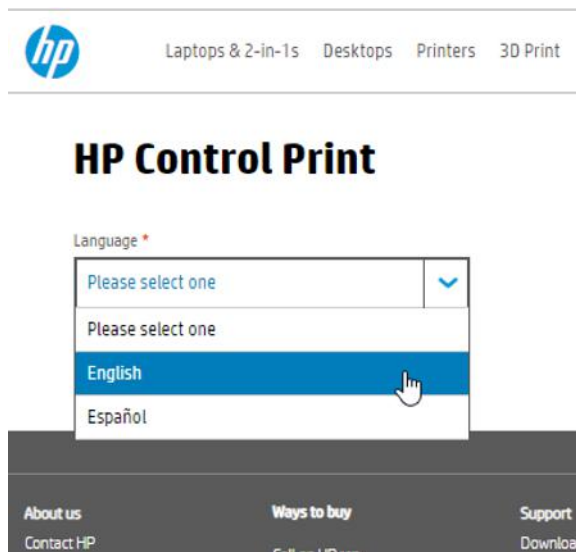 hp
Laptops & 2-in-1s Desktops Printers 3D Print
HP Control Print
Language *
Please select one
Please select one
English
Español
About us Ways to buy Support
Contact HP